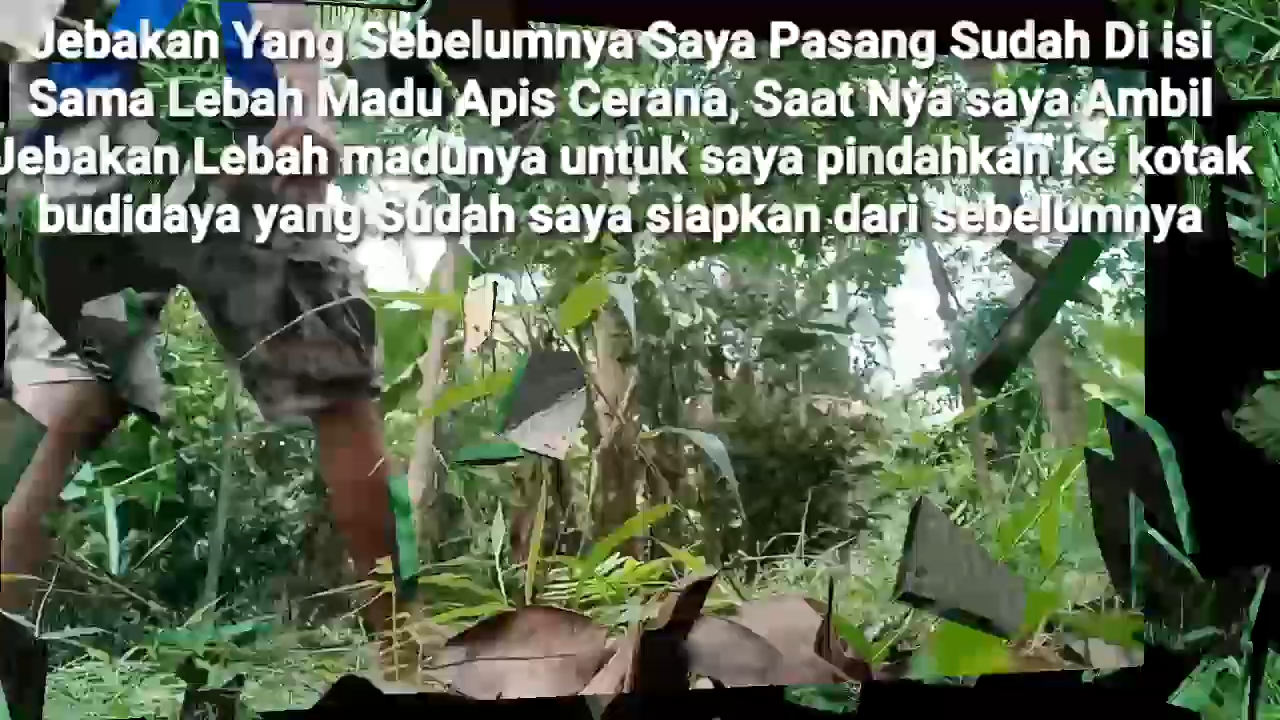 Jebakan Yang Sebelumnya Saya Pasang Sudah Di isi
Sama Lebah Madu Apis Cerana, Saat Nya saya Ambil
Jebakan Lebah madunya untuk saya pindahkan ke kotak
budidaya yang Sudah saya siapkan dari sebelumnya